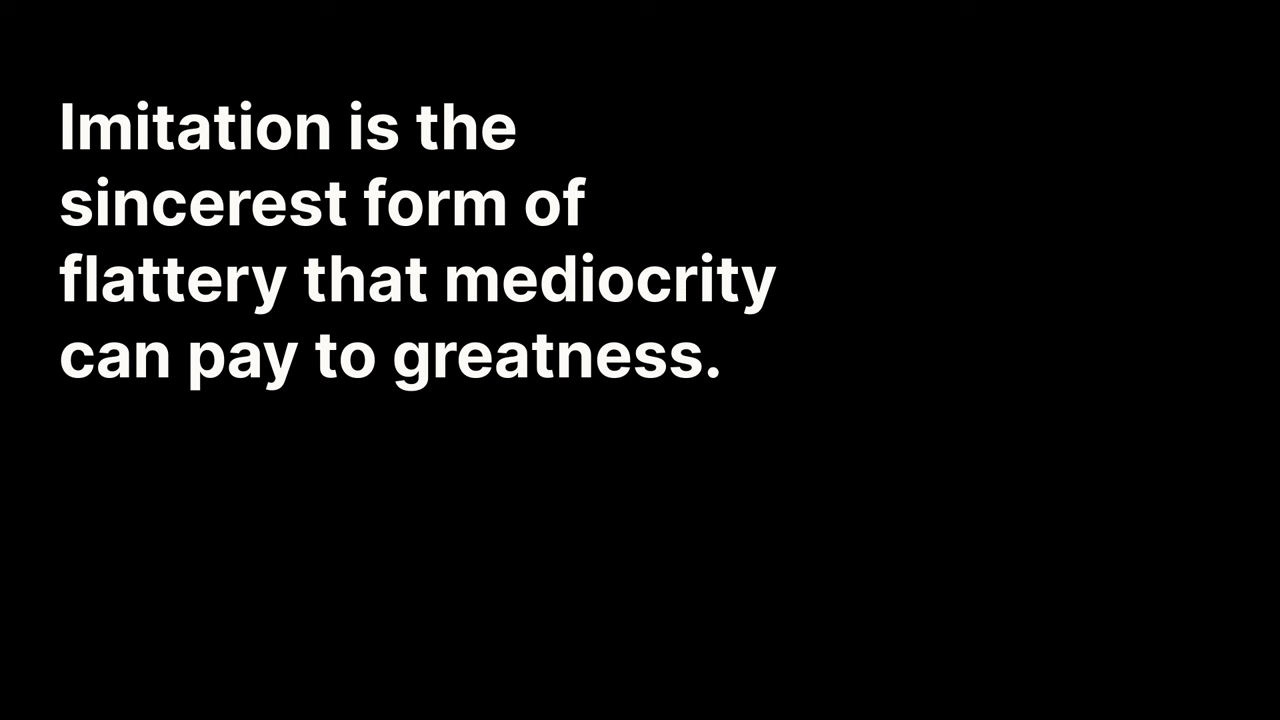 Imitation is the
sincerest form of
flattery that mediocrity
can pay to greatness.